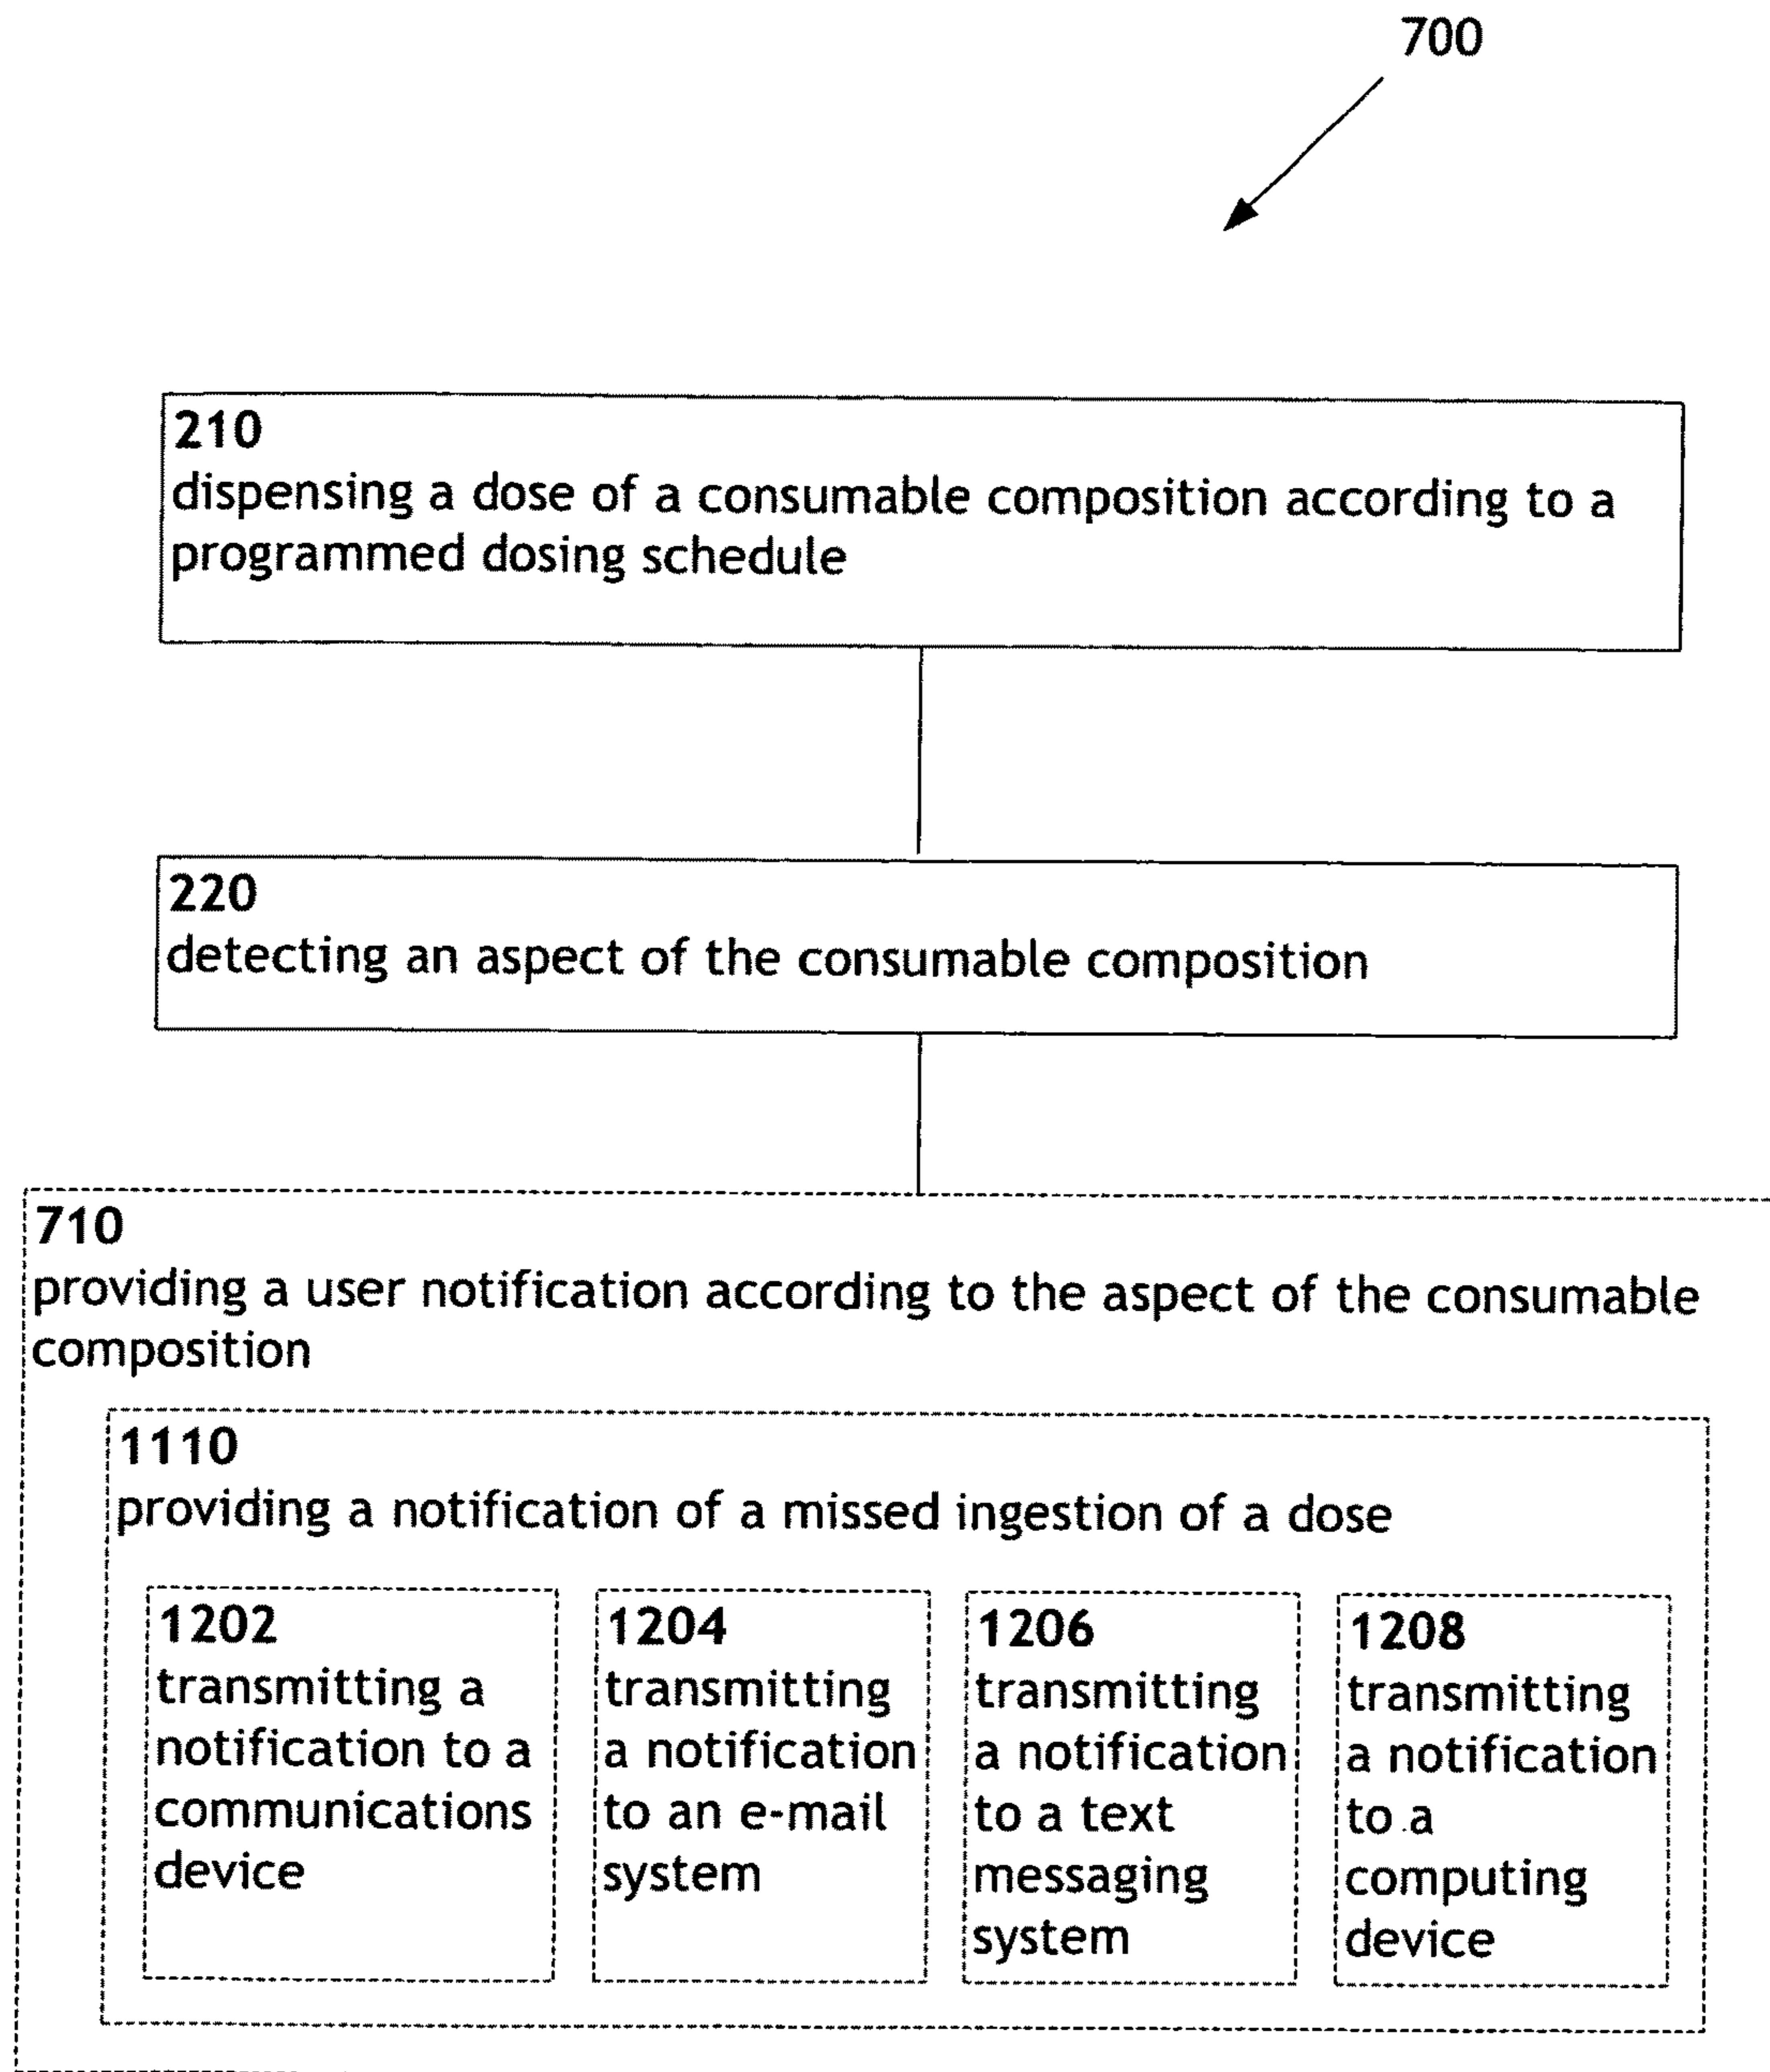 700
210
dispensing a dose of a consumable composition according to a
programmed dosing schedule
220
detecting an aspect of the consumable composition
710
providing a user notification according to the aspect of the consumable
composition
1110
providing a notification of a missed ingestion of a dose
1202
transmitting a
notification to a
communications
device
1204
transmitting
a notification
to an e-mail
system
1206
transmitting
a notification
to a text
messaging
system
1208
transmitting
a notification
to a
computing
device